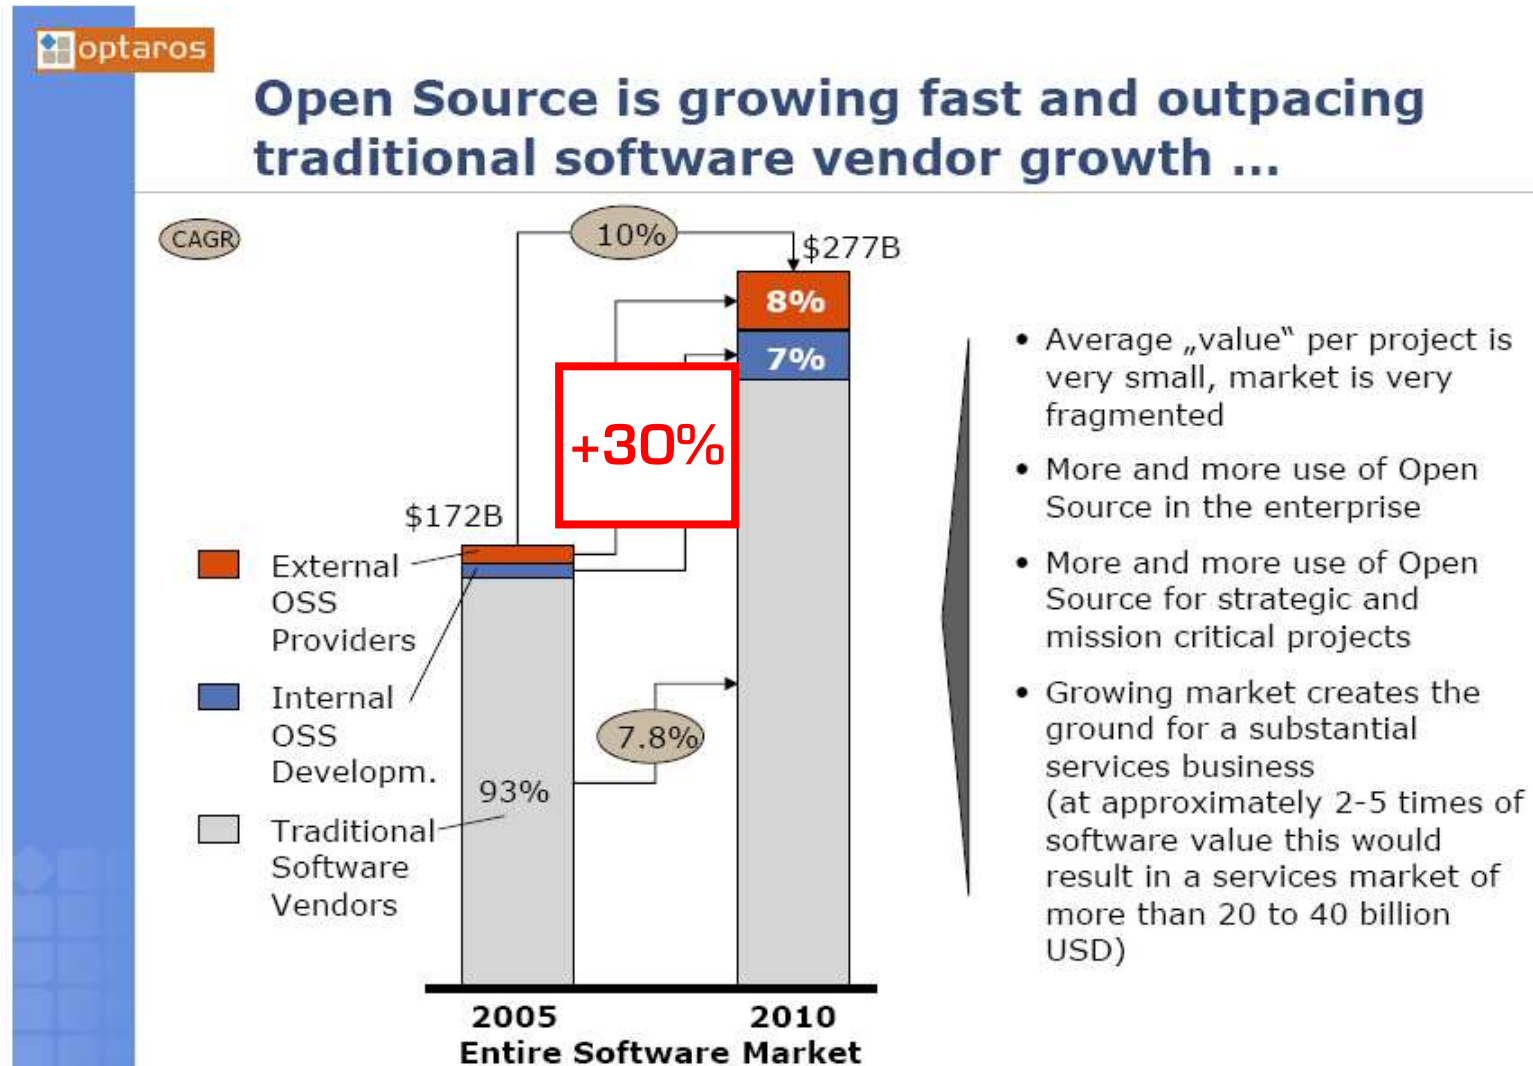 optaros
Open Source is growing fast and outpacing
traditional software vendor growth ...
CAGR
10%
$277B
8%
7%
+30%
$172B
External
OSS
Providers
Internal
OSS
Developm.
Traditional
Software
Vendors
93%
7.8%
2005
2010
Entire Software Market
• Average „value“ per project is
very small, market is very
fragmented
• More and more use of Open
Source in the enterprise
• More and more use of Open
Source for strategic and
mission critical projects
• Growing market creates the
ground for a substantial
services business
(at approximately 2-5 times of
software value this would
result in a services market of
more than 20 to 40 billion
USD)